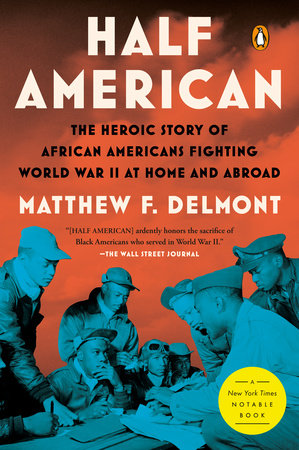 HALF
AMERICAN
THE HEROIC STORY OF
AFRICAN AMERICANS FIGHTING
WORLD WAR II AT HOME AND ABROAD
MATTHEW F. DELMONT
“[HALF AMERICAN] ardently honors the sacrifice of
Black Americans who served in World War II.”
—THE WALL STREET JOURNAL
A
New York Times
NOTABLE
BOOK